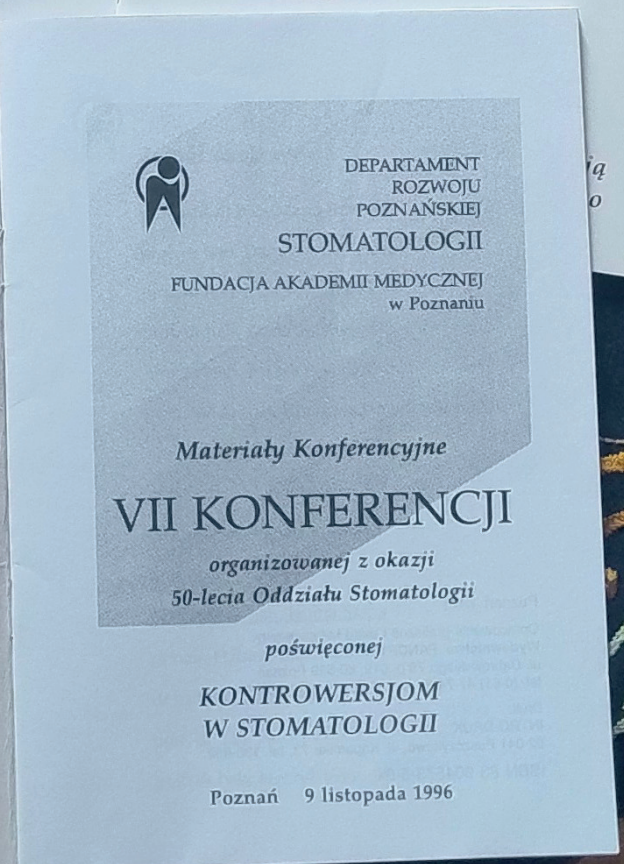 DEPARTAMENT
ROZWOJU
POZNAŃSKIEJ
STOMATOLOGII
FUNDACJA AKADEMII MEDYCZNEJ
w Poznaniu
Materiały Konferencyjne
VII KONFERENCJI
organizowanej z okazji
50-lecia Oddziału Stomatologii
poświęconej
KONTROWERSJOM
W STOMATOLOGII
Poznań 9 listopada 1996